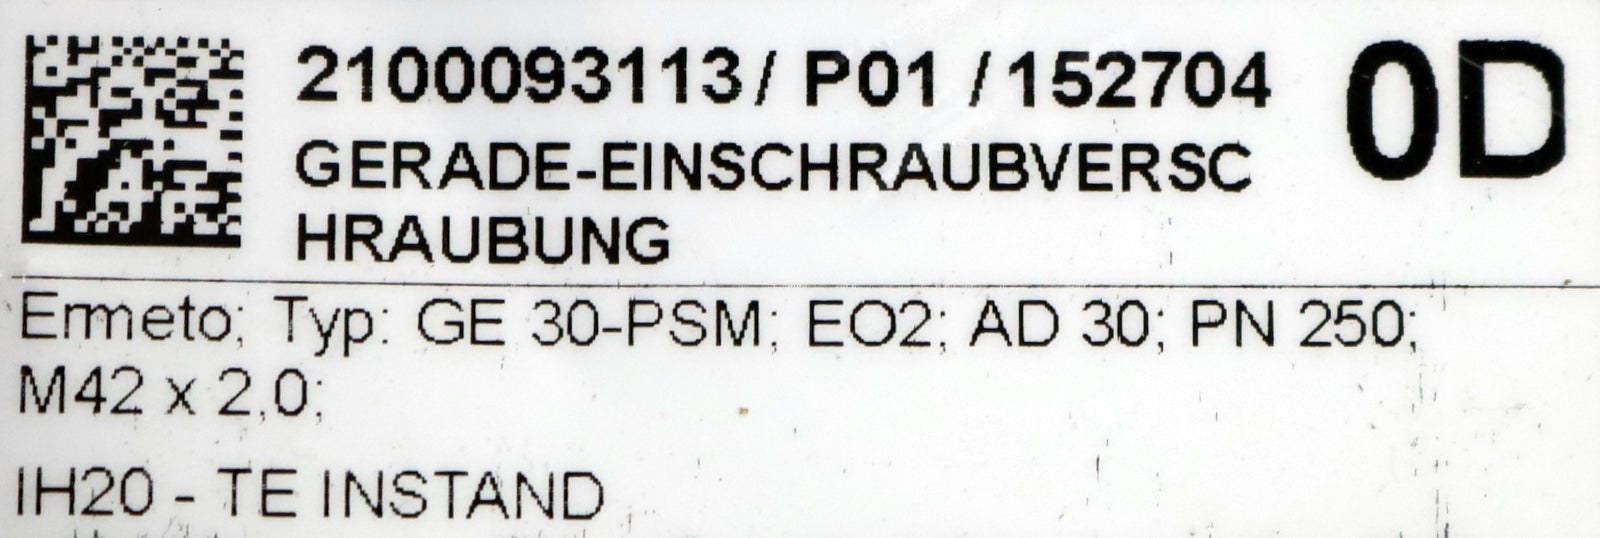 2100093113/ P01 /152704 0D
GERADE-EINSCHRAUBVERSC
HRAUBUNG
Ermeto; Typ: GE 30-PSM; EO2; AD 30; PN 250;
M42 x 2,0;
IH20 - TE INSTAND